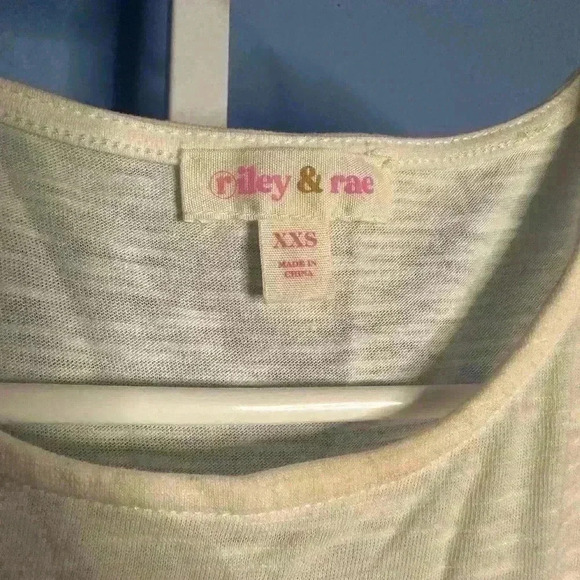 riley & rae
XXS
MADE IN
CHINA